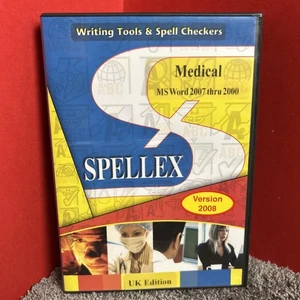 Writing Tools & Spell Checkers
Medical
MS Word 2007 thru 2000
SPELLEX
Version
2008
UK Edition